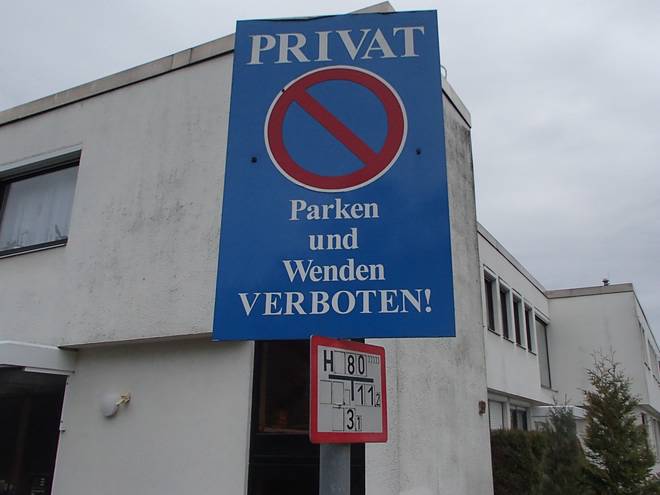 PRIVAT
Parken
und
Wenden
VERBOTEN!
H 80
T 11,2
3,1